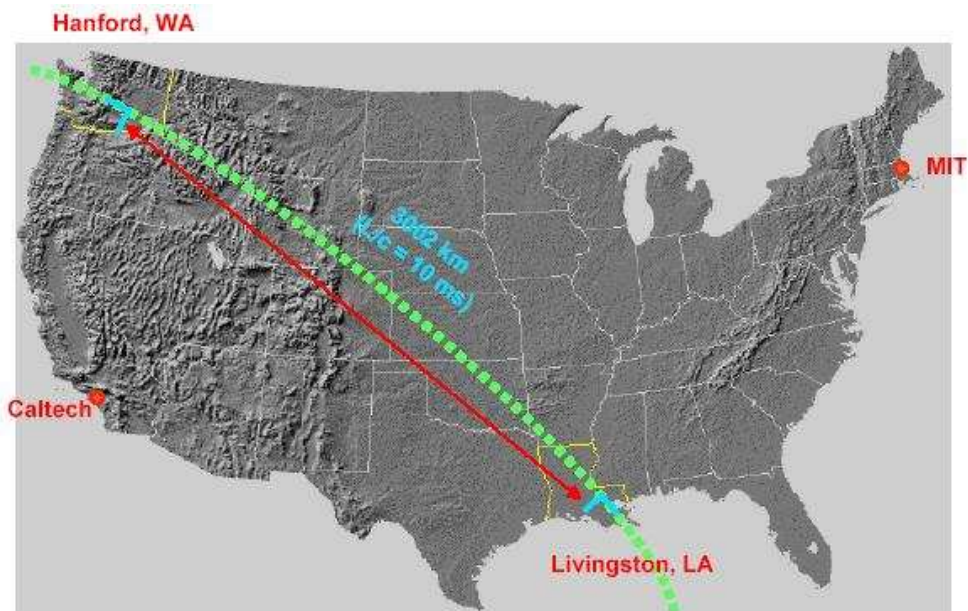 Hanford, WA
MIT
3002 km
(L/c = 10 ms)
Caltech
Livingston, LA